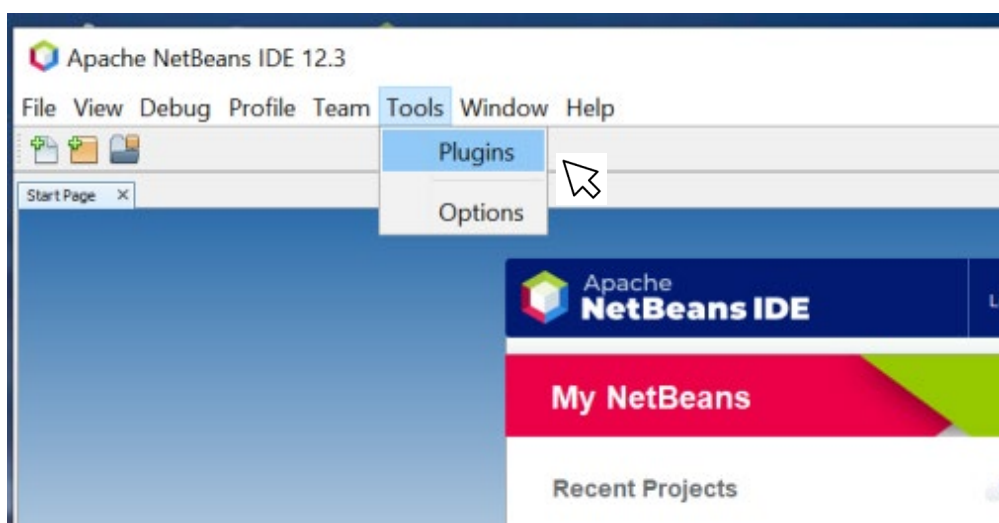 Apache NetBeans IDE 12.3
File View Debug Profile Team Tools Window Help
Plugins
Start Page
Options
Apache
NetBeans IDE
My NetBeans
Recent Projects